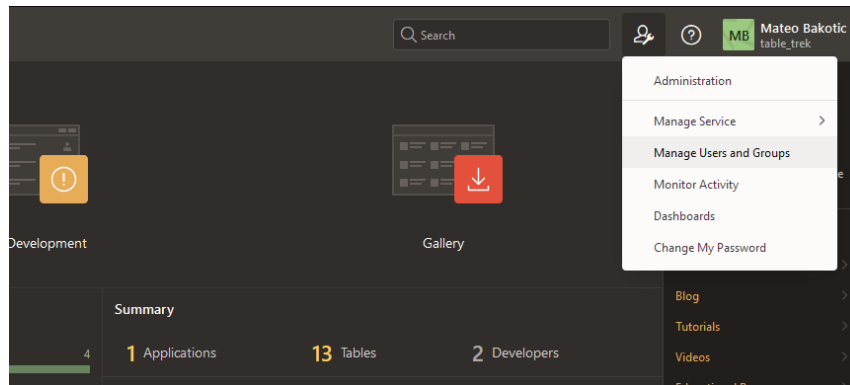 Search
MB
Mateo Bakotic
table_trek
Administration
Manage Service
Manage Users and Groups
Monitor Activity
Dashboards
Change My Password
Development
Gallery
Summary
4
1 Applications
13 Tables
2 Developers
Blog
Tutorials
Videos